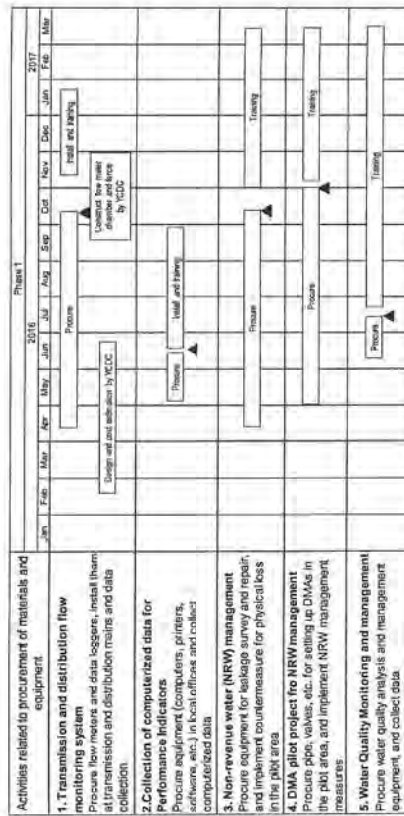 Activities related to procurement of materials and
equipment
Phase 1
2016
2017
Jan
Feb
Mar
Apr
May
Jun
Jul
Aug
Sep
Oct
Nov
Dec
Jan
Feb
Mar
1. Transmission and distribution flow
monitoring system
Procure flow meters and data loggers, install them
at transmission and distribution mains and data
collection
Procure
Install and training
Design and cost estimation by YCDC
Construct flow meter
chamber and fence
by YCDC
2.Collection of computerized data for
Performance Indicators
Procure equipment (computers, printers,
software, etc.) in local offices and collect
computerized data
Procure
Install and training
3. Non-revenue water (NRW) management
Procure equipment for leakage survey and repair,
and implement countermeasure for physical loss
in the pilot area
Procure
Training
4. DMA pilot project fro NRW management
Procure pipe, valves, etc. for setting up DMAs in
the pilot area, and implement NRW management
measures
Procure
Training
5. Water Quality Monitoring and management
Procure water quality analysis and management
equipment, and collect data
Procure
Training